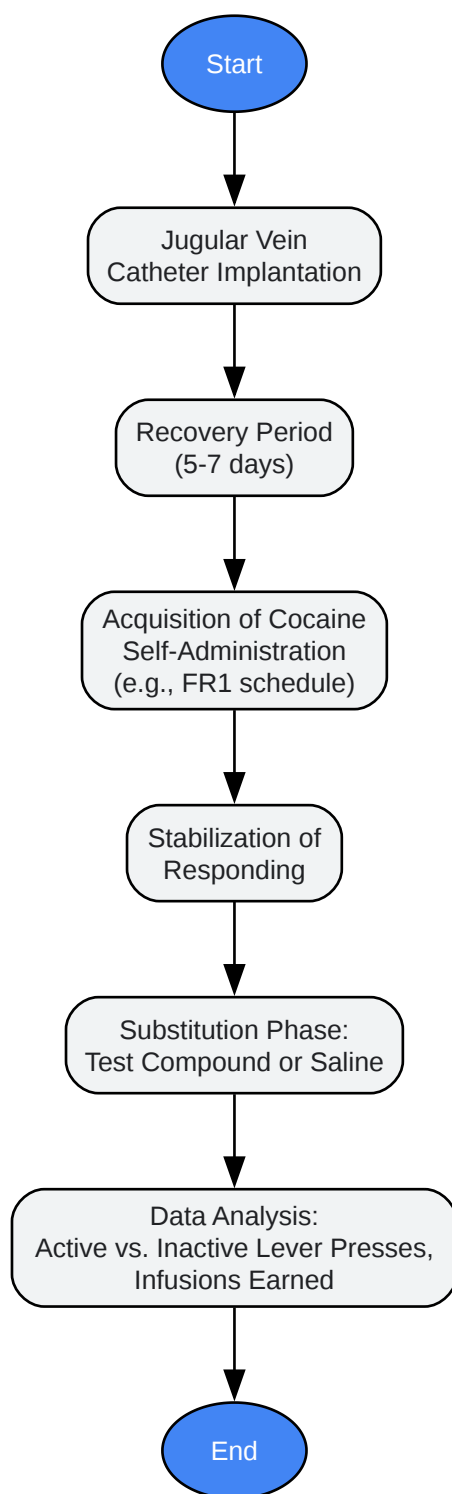 Start
Jugular Vein
Catheter Implantation
Recovery Period
(5-7 days)
Acquisition of Cocaine
Self-Administration
(e.g., FR1 schedule)
Stabilization of
Responding
Substitution Phase:
Test Compound or Saline
Data Analysis:
Active vs. Inactive Lever Presses,
Infusions Earned
End